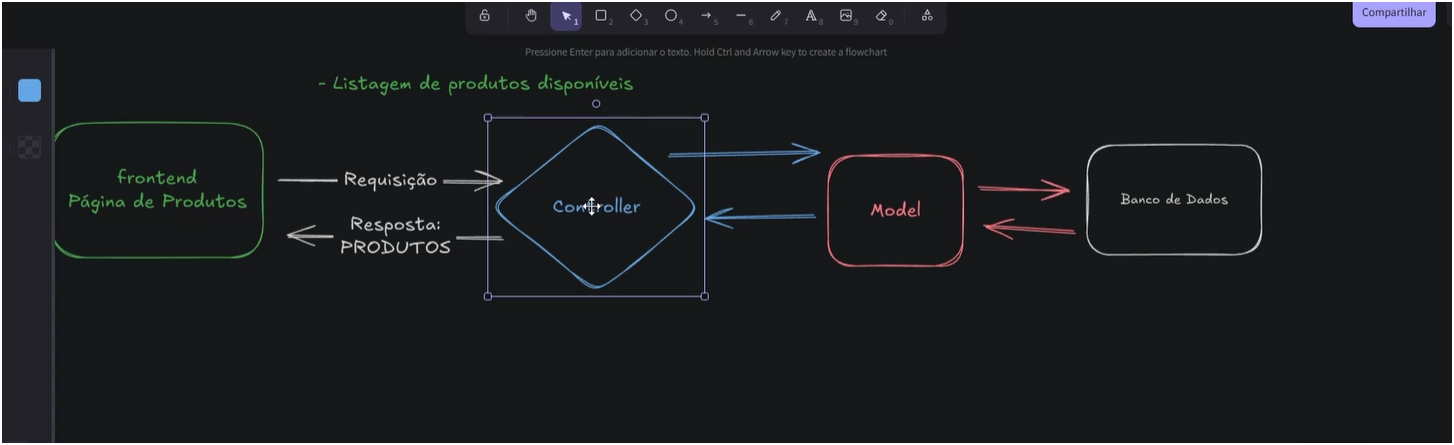 1
2
3
4
5
6
7
8
9
0
Compartilhar
Pressione Enter para adicionar o texto. Hold Ctrl and Arrow key to create a flowchart
- Listagem de produtos disponíveis
frontend
Página de Produtos
Requisição
Resposta:
PRODUTOS
Controller
Model
Banco de Dados